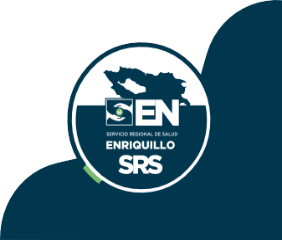 SEN
SERVICIO REGIONAL DE SALUD
ENRIQUILLO
SRS